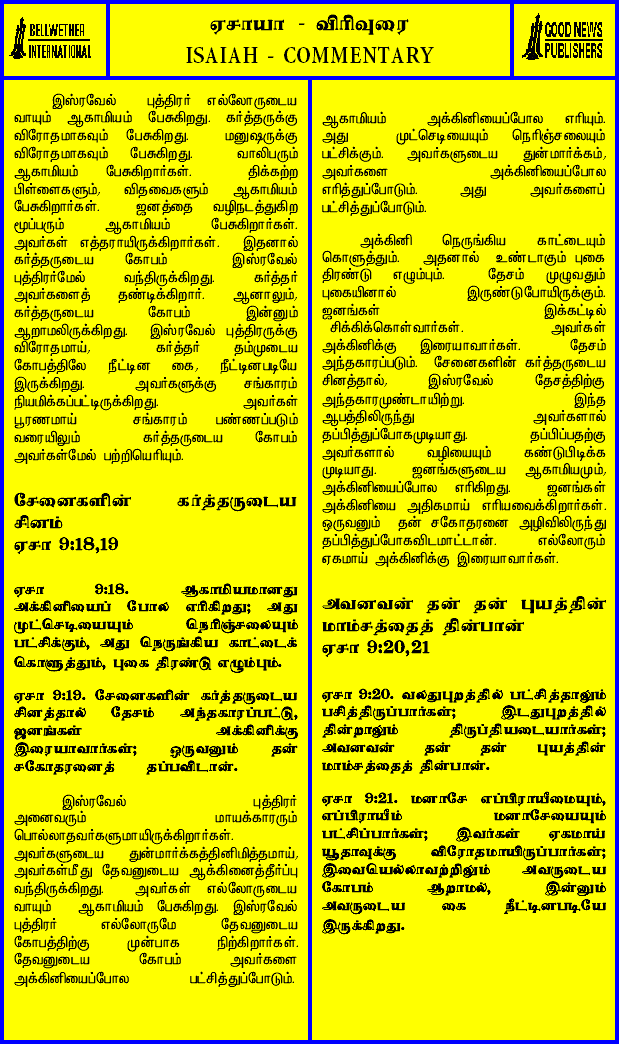 BELLWETHER
INTERNATIONAL
ஏசாயா - விரிவுரை
ISAIAH - COMMENTARY
GOOD NEWS
PUBLISHERS
இஸ்ரவேல் புத்திரர் எல்லோருடைய
வாயும் ஆகாமியம் பேசுகிறது. கர்த்தருக்கு
விரோதமாகவும் பேசுகிறது. மனுஷருக்கு
விரோதமாகவும் பேசுகிறது. வாலிபரும்
ஆகாமியம் பேசுகிறார்கள். திக்கற்ற
பிள்ளைகளும், விதவைகளும் ஆகாமியம்
பேசுகிறார்கள். ஜனத்தை வழிநடத்துகிற
மூப்பரும் ஆகாமியம் பேசுகிறார்கள்.
அவர்கள் எத்தராயிருக்கிறார்கள். இதனால்
கர்த்தருடைய கோபம் இஸ்ரவேல்
புத்திரர்மேல் வந்திருக்கிறது. கர்த்தர்
அவர்களைத் தண்டிக்கிறார். ஆனாலும்,
கர்த்தருடைய கோபம் இன்னும்
ஆறாமலிருக்கிறது. இஸ்ரவேல் புத்திரருக்கு
விரோதமாய், கர்த்தர் தம்முடைய
கோபத்திலே நீட்டின கை, நீட்டினபடியே
இருக்கிறது. அவர்களுக்கு சங்காரம்
நியமிக்கப்பட்டிருக்கிறது. அவர்கள்
பூரணமாய் சங்காரம் பண்ணப்படும்
வரையிலும் கர்த்தருடைய கோபம்
அவர்கள்மேல் பற்றியெரியும்.
சேனைகளின் கர்த்தருடைய
சினம்
ஏசா 9:18,19
ஏசா 9:18. ஆகாமியமானது
அக்கினியைப் போல எரிகிறது; அது
முட்செடியையும் நெரிஞ்சலையும்
பட்சிக்கும், அது நெருங்கிய காட்டைக்
கொளுத்தும், புகை திரண்டு எழும்பும்.
ஏசா 9:19. சேனைகளின் கர்த்தருடைய
சினத்தால் தேசம் அந்தகாரப்பட்டு,
ஜனங்கள் அக்கினிக்கு
இரையாவார்கள்; ஒருவனும் தன்
சகோதரனைத் தப்பவிடான்.
இஸ்ரவேல் புத்திரர்
அனைவரும் மாயக்காரரும்
பொல்லாதவர்களுமாயிருக்கிறார்கள்.
அவர்களுடைய துன்மார்க்கத்தினிமித்தமாய்,
அவர்கள்மீது தேவனுடைய ஆக்கினைத்தீர்ப்பு
வந்திருக்கிறது. அவர்கள் எல்லோருடைய
வாயும் ஆகாமியம் பேசுகிறது. இஸ்ரவேல்
புத்திரர் எல்லோருமே தேவனுடைய
கோபத்திற்கு முன்பாக நிற்கிறார்கள்.
தேவனுடைய கோபம் அவர்களை
அக்கினியைப்போல பட்சித்துப்போடும்.
ஆகாமியம் அக்கினியைப்போல எரியும்.
அது முட்செடியையும் நெரிஞ்சலையும்
பட்சிக்கும். அவர்களுடைய துன்மார்க்கம்,
அவர்களை அக்கினியைப்போல
எரித்துப்போடும். அது அவர்களைப்
பட்சித்துப்போடும்.
அக்கினி நெருங்கிய காட்டையும்
கொளுத்தும். அதனால் உண்டாகும் புகை
திரண்டு எழும்பும். தேசம் முழுவதும்
புகையினால் இருண்டுபோயிருக்கும்.
ஜனங்கள் இக்கட்டில்
சிக்கிக்கொள்வார்கள். அவர்கள்
அக்கினிக்கு இரையாவார்கள். தேசம்
அந்தகாரப்படும். சேனைகளின் கர்த்தருடைய
சினத்தால், இஸ்ரவேல் தேசத்திற்கு
அந்தகாரமுண்டாயிற்று. இந்த
ஆபத்திலிருந்து அவர்களால்
தப்பித்துப்போகமுடியாது. தப்பிப்பதற்கு
அவர்களால் வழியையும் கண்டுபிடிக்க
முடியாது. ஜனங்களுடைய ஆகாமியமும்,
அக்கினியைப்போல எரிகிறது. ஜனங்கள்
அக்கினியை அதிகமாய் எரியவைக்கிறார்கள்.
ஒருவனும் தன் சகோதரனை அழிவிலிருந்து
தப்பித்துப்போகவிடமாட்டான். எல்லோரும்
ஏகமாய் அக்கினிக்கு இரையாவார்கள்.
அவனவன் தன் தன் புயத்தின்
மாம்சத்தைத் தின்பான்
ஏசா 9:20,21
ஏசா 9:20. வலதுபுறத்தில் பட்சித்தாலும்
பசித்திருப்பார்கள்; இடதுபுறத்தில்
தின்றாலும் திருப்தியடையார்கள்;
அவனவன் தன் தன் புயத்தின்
மாம்சத்தைத் தின்பான்.
ஏசா 9:21. மனாசே எப்பிராயீமையும்,
எப்பிராயீம் மனாசேயையும்
பட்சிப்பார்கள்; இவர்கள் ஏகமாய்
யூதாவுக்கு விரோதமாயிருப்பார்கள்;
இவையெல்லாவற்றிலும் அவருடைய
கோபம் ஆறாமல், இன்னும்
அவருடைய கை நீட்டினபடியே
இருக்கிறது.